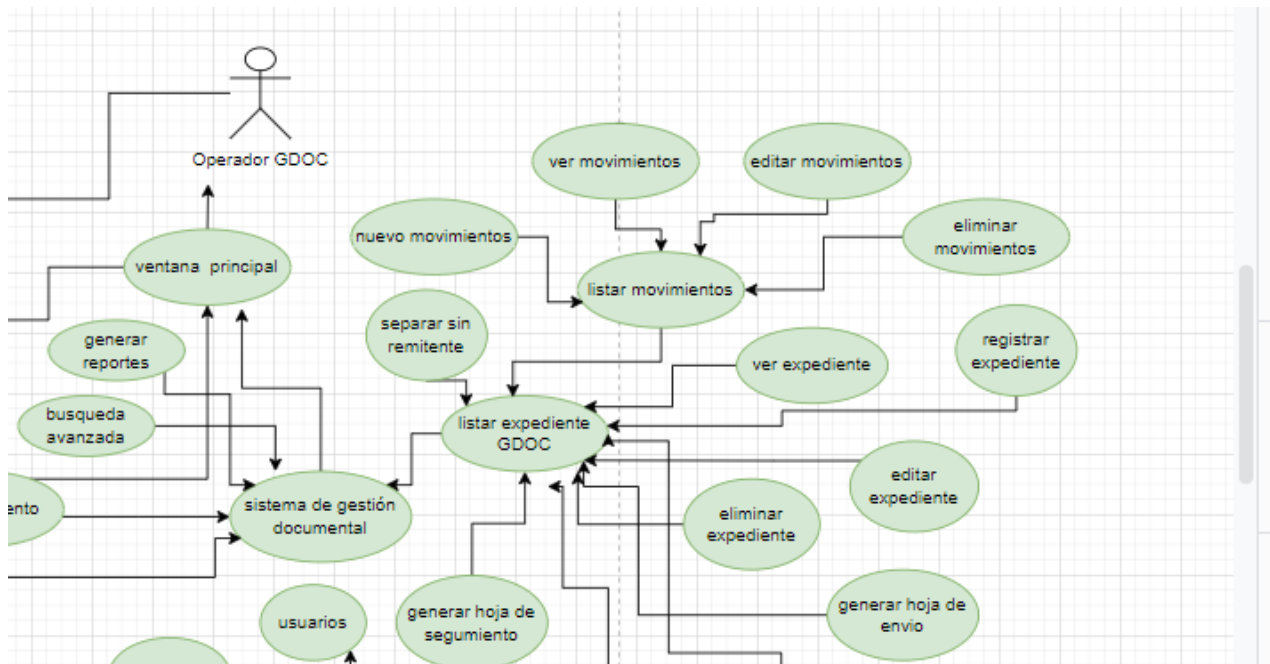 Operador GDOC
ver movimientos
editar movimientos
nuevo movimientos
eliminar
movimientos
ventana principal
listar movimientos
separar sin
remitente
generar
reportes
registrar
expediente
ver expediente
busqueda
avanzada
listar expediente
GDOC
editar
expediente
ento
sistema de gestión
documental
eliminar
expediente
usuarios
generar hoja de
segumiento
generar hoja de
envio